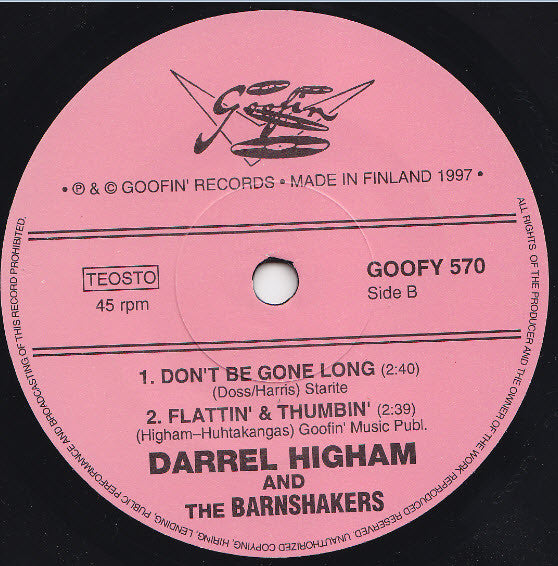 Goofin'
• ℗ & © GOOFIN' RECORDS • MADE IN FINLAND 1997 •
TEOSTO
45 rpm
GOOFY 570
Side B
1. DON'T BE GONE LONG (2:40)
(Doss/Harris) Starite
2. FLATTIN' & THUMBIN' (2:39)
(Higham–Huhtakangas) Goofin' Music Publ.
DARREL HIGHAM
AND
THE BARNSHAKERS
ALL RIGHTS OF THE PRODUCER AND THE OWNER OF THE WORK REPRODUCED RESERVED. UNAUTHORIZED COPYING, HIRING, LENDING, PUBLIC PERFORMANCE AND BROADCASTING OF THIS RECORD PROHIBITED.